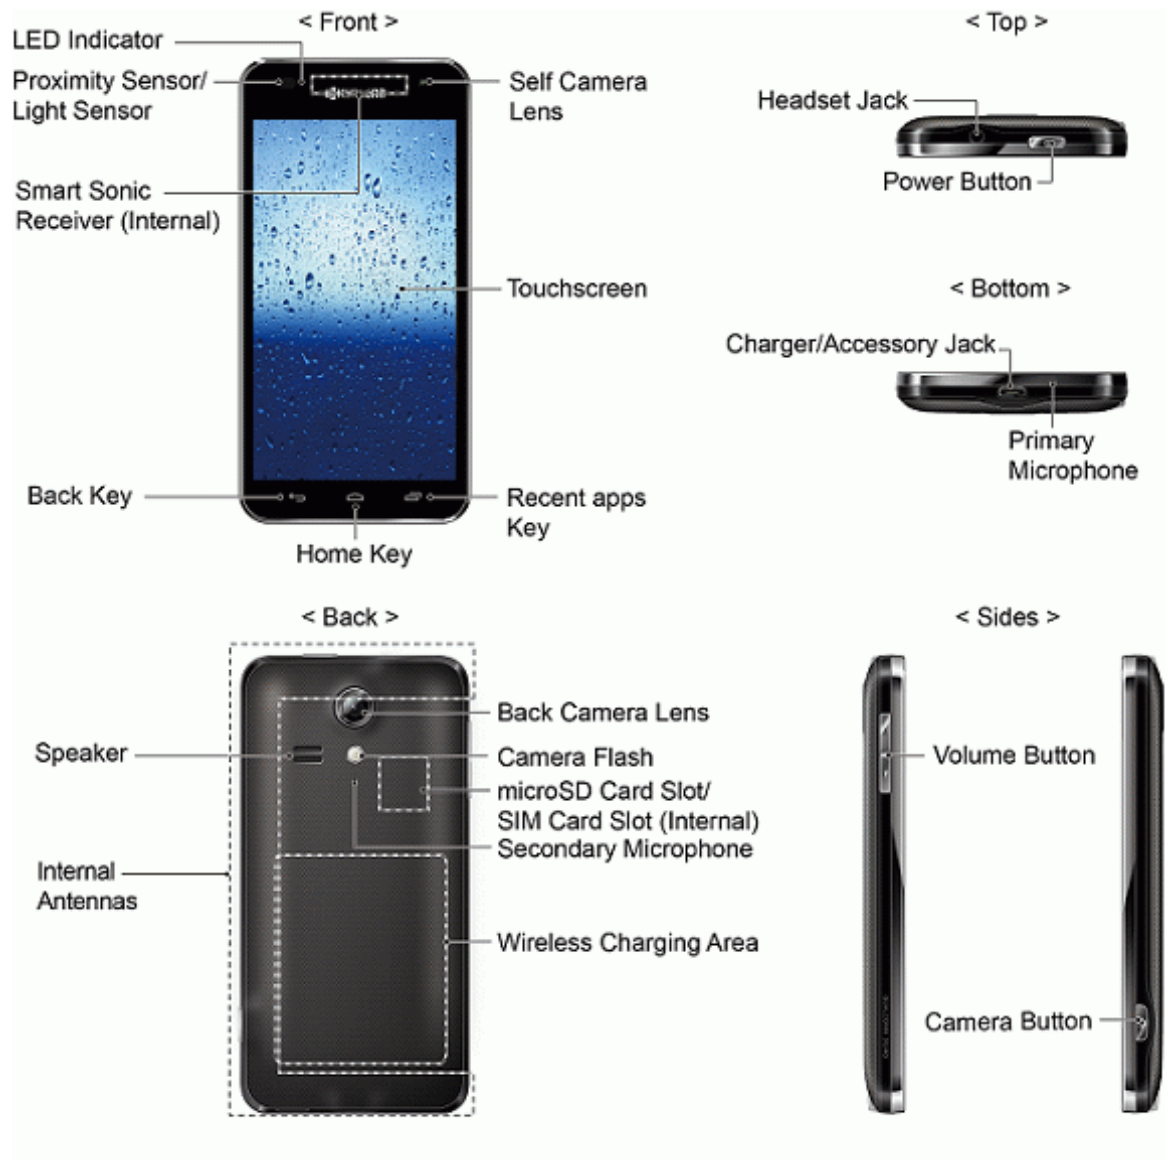 < Front >
LED Indicator
Proximity Sensor/
Light Sensor
Self Camera
Lens
Smart Sonic
Receiver (Internal)
Touchscreen
Back Key
Recent apps
Key
Home Key
< Top >
Headset Jack
Power Button
< Bottom >
Charger/Accessory Jack
Primary
Microphone
< Back >
Back Camera Lens
Speaker
Camera Flash
microSD Card Slot/
SIM Card Slot (Internal)
Secondary Microphone
Internal
Antennas
Wireless Charging Area
< Sides >
Volume Button
Camera Button